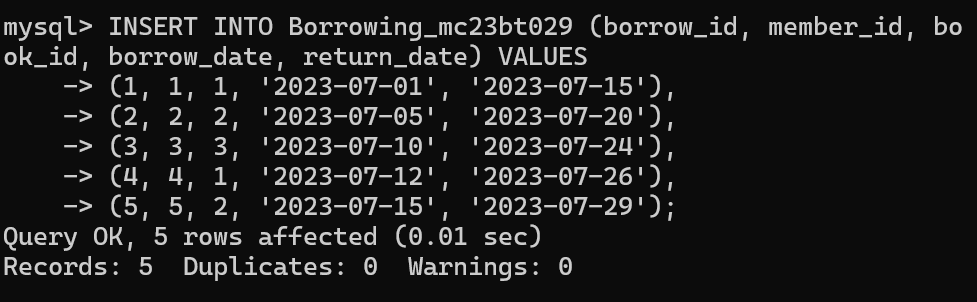 mysql> INSERT INTO Borrowing_mc23bt029 (borrow_id, member_id, bo
ok_id, borrow_date, return_date) VALUES
    -> (1, 1, 1, '2023-07-01', '2023-07-15'),
    -> (2, 2, 2, '2023-07-05', '2023-07-20'),
    -> (3, 3, 3, '2023-07-10', '2023-07-24'),
    -> (4, 4, 1, '2023-07-12', '2023-07-26'),
    -> (5, 5, 2, '2023-07-15', '2023-07-29');
Query OK, 5 rows affected (0.01 sec)
Records: 5  Duplicates: 0  Warnings: 0